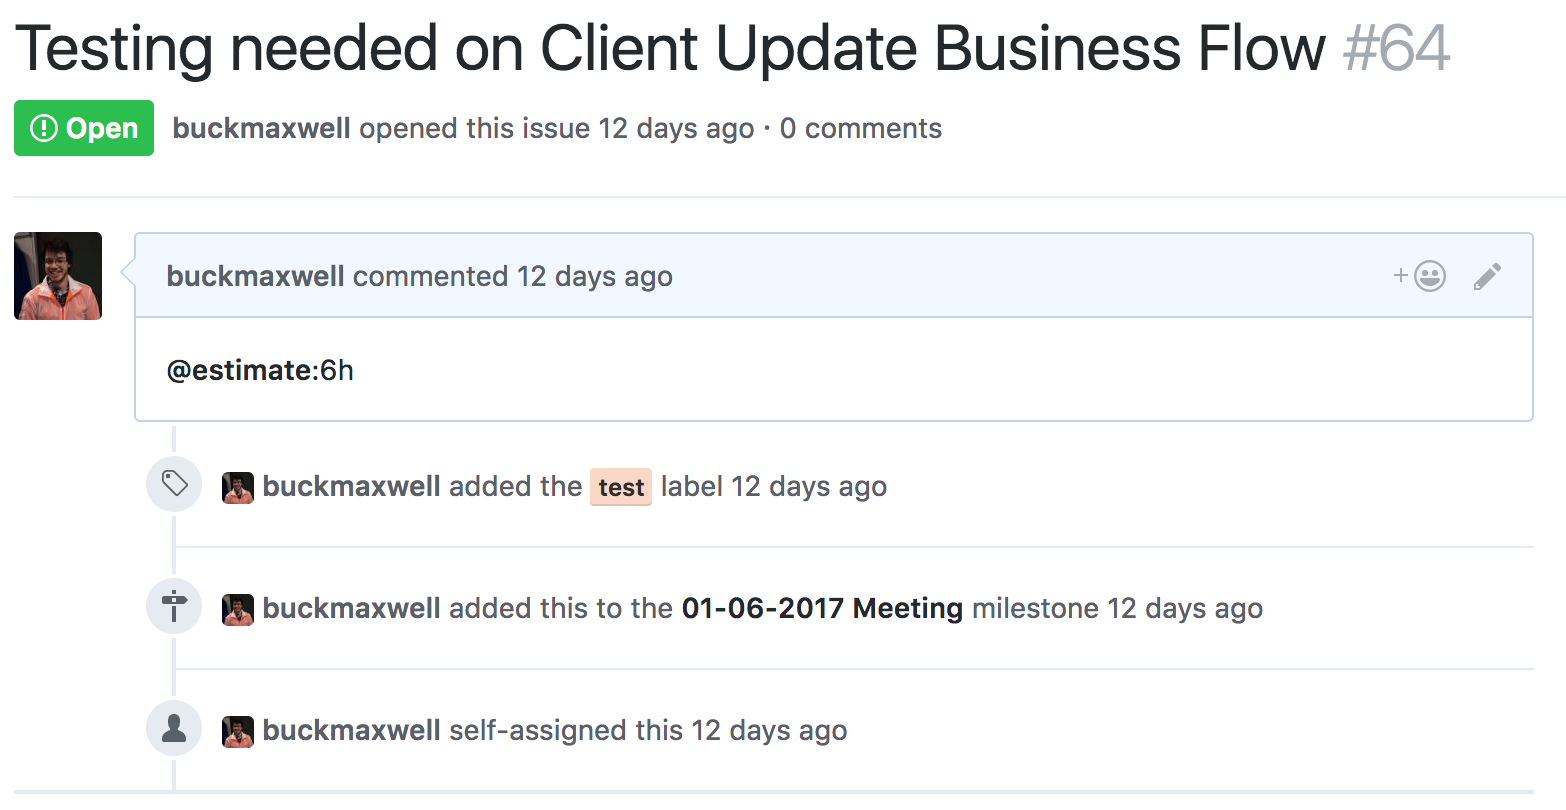 Testing needed on Client Update Business Flow #64
Open buckmaxwell opened this issue 12 days ago · 0 comments
buckmaxwell commented 12 days ago
@estimate:6h
buckmaxwell added the test label 12 days ago
buckmaxwell added this to the 01-06-2017 Meeting milestone 12 days ago
buckmaxwell self-assigned this 12 days ago